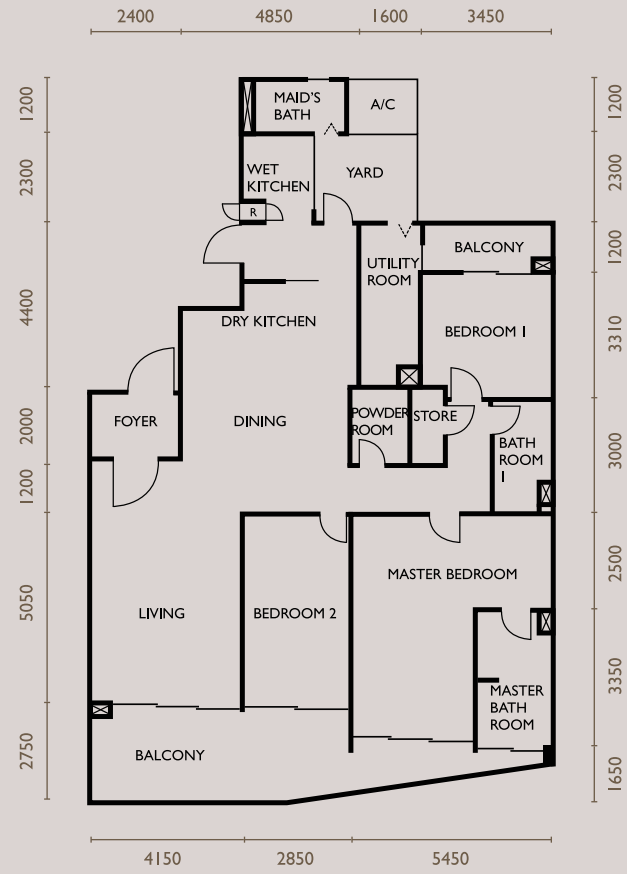 2400 4850 1600 3450
1200
2300
4400
2000
1200
5050
2750
1200
2300
1200
3310
3000
2500
3350
1650
MAID'S
BATH
A/C
WET
KITCHEN
YARD
R
BALCONY
UTILITY
ROOM
DRY KITCHEN
BEDROOM 1
FOYER
DINING
POWDER
ROOM
STORE
BATH
ROOM
1
MASTER BEDROOM
LIVING
BEDROOM 2
MASTER
BATH
ROOM
BALCONY
4150 2850 5450